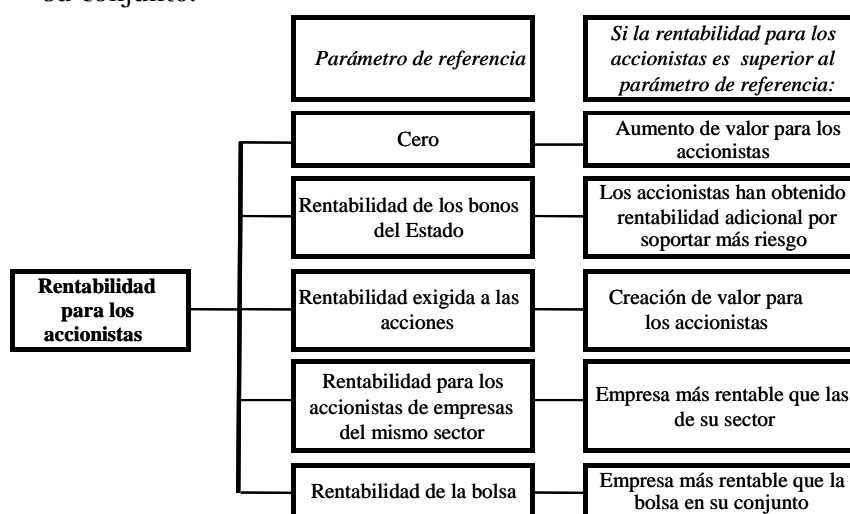 su conjunto.
Parámetro de referencia
Si la rentabilidad para los
accionistas es superior al
parámetro de referencia:
Cero
Aumento de valor para los
accionistas
Rentabilidad de los bonos
del Estado
Los accionistas han obtenido
rentabilidad adicional por
soportar más riesgo
Rentabilidad
para los
accionistas
Rentabilidad exigida a las
acciones
Creación de valor para
los accionistas
Rentabilidad para los
accionistas de empresas
del mismo sector
Empresa más rentable que las
de su sector
Rentabilidad de la bolsa
Empresa más rentable que la
bolsa en su conjunto